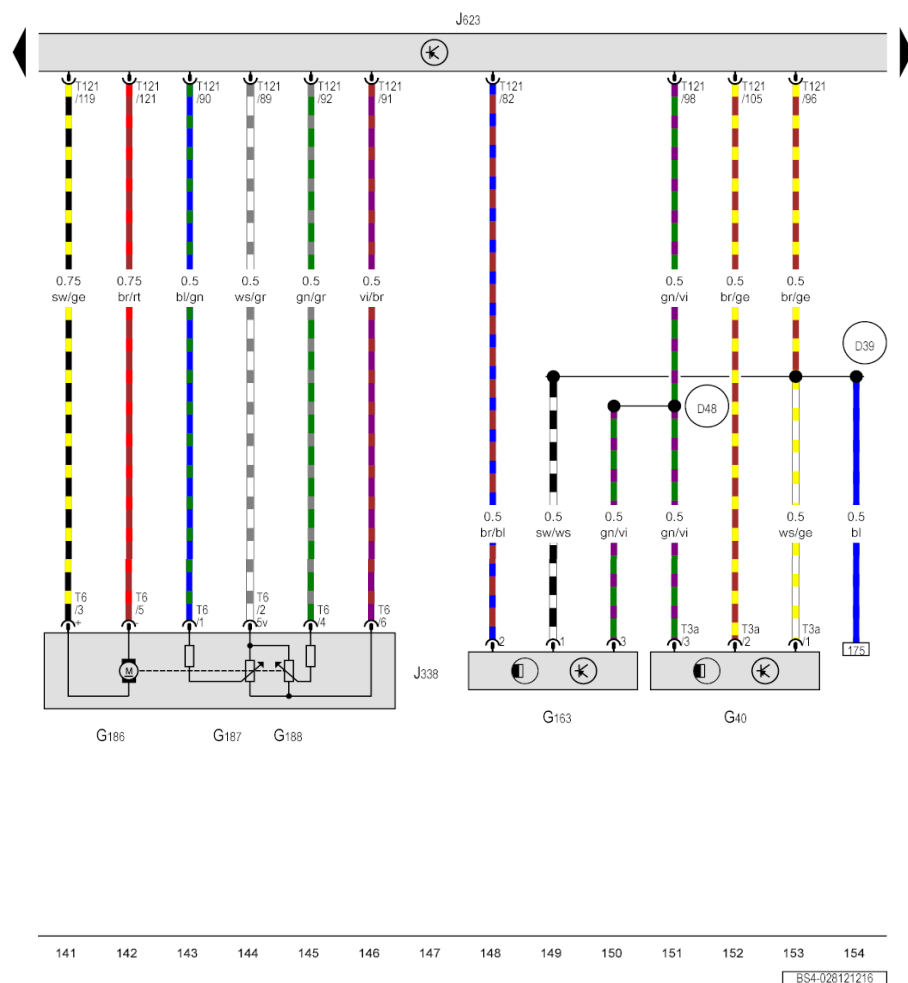 J623
T121 T121 T121 T121 T121 T121 T121 T121 T121 T121
/119 /121 /90 /89 /92 /91 /82 /98 /105 /96
0.75 0.75 0.5 0.5 0.5 0.5 0.5 0.5 0.5
sw/ge br/rt bl/gn ws/gr gn/gr vi/br gn/vi br/ge br/ge
D39
D48
0.5 0.5 0.5 0.5 0.5 0.5
br/bl sw/ws gn/vi gn/vi ws/ge bl
T6 T6 T6 T6 T6 T6 T3a T3a T3a
/3 /5 /1 /2 /4 /6 2 1 3 /3 /2 /1
+ - 5v
175
M
J338
G163 G40
G186 G187 G188
141 142 143 144 145 146 147 148 149 150 151 152 153 154
BS4-028121216